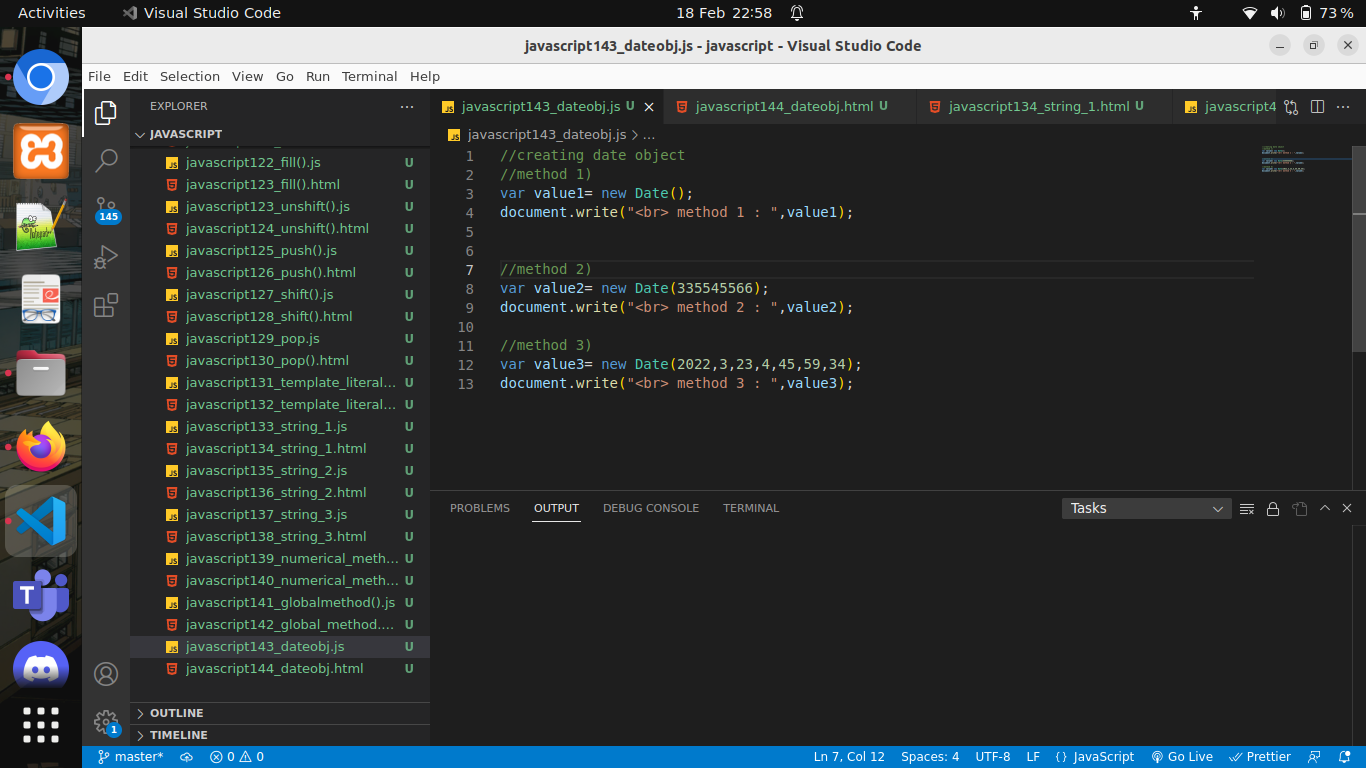 Activities Visual Studio Code 18 Feb 22:58 73 %
javascript143_dateobj.js - javascript - Visual Studio Code
File Edit Selection View Go Run Terminal Help
EXPLORER
JAVASCRIPT
javascript122_fill().js U
javascript123_fill().html U
javascript123_unshift().js U
javascript124_unshift().html U
javascript125_push().js U
javascript126_push().html U
javascript127_shift().js U
javascript128_shift().html U
javascript129_pop.js U
javascript130_pop().html U
javascript131_template_literal... U
javascript132_template_literal... U
javascript133_string_1.js U
javascript134_string_1.html U
javascript135_string_2.js U
javascript136_string_2.html U
javascript137_string_3.js U
javascript138_string_3.html U
javascript139_numerical_meth... U
javascript140_numerical_meth... U
javascript141_globalmethod().js U
javascript142_global_method.... U
javascript143_dateobj.js U
javascript144_dateobj.html U
OUTLINE
TIMELINE
145
1
javascript143_dateobj.js U javascript144_dateobj.html U javascript134_string_1.html U javascript4
javascript143_dateobj.js > ...
1 //creating date object
2 //method 1)
3 var value1= new Date();
4 document.write("<br> method 1 : ",value1);
5
6
7 //method 2)
8 var value2= new Date(335545566);
9 document.write("<br> method 2 : ",value2);
10
11 //method 3)
12 var value3= new Date(2022,3,23,4,45,59,34);
13 document.write("<br> method 3 : ",value3);
PROBLEMS OUTPUT DEBUG CONSOLE TERMINAL Tasks
master* 0 0 Ln 7, Col 12 Spaces: 4 UTF-8 LF {} JavaScript Go Live Prettier